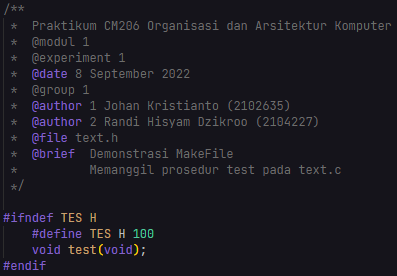 /**
 *  Praktikum CM206 Organisasi dan Arsitektur Komputer
 *  @modul 1
 *  @experiment 1
 *  @date 8 September 2022
 *  @group 1
 *  @author 1 Johan Kristianto (2102635)
 *  @author 2 Randi Hisyam Dzikroo (2104227)
 *  @file text.h
 *  @brief  Demonstrasi MakeFile
 *          Memanggil prosedur test pada text.c
 */

#ifndef TES H
    #define TES H 100
    void test(void);
#endif